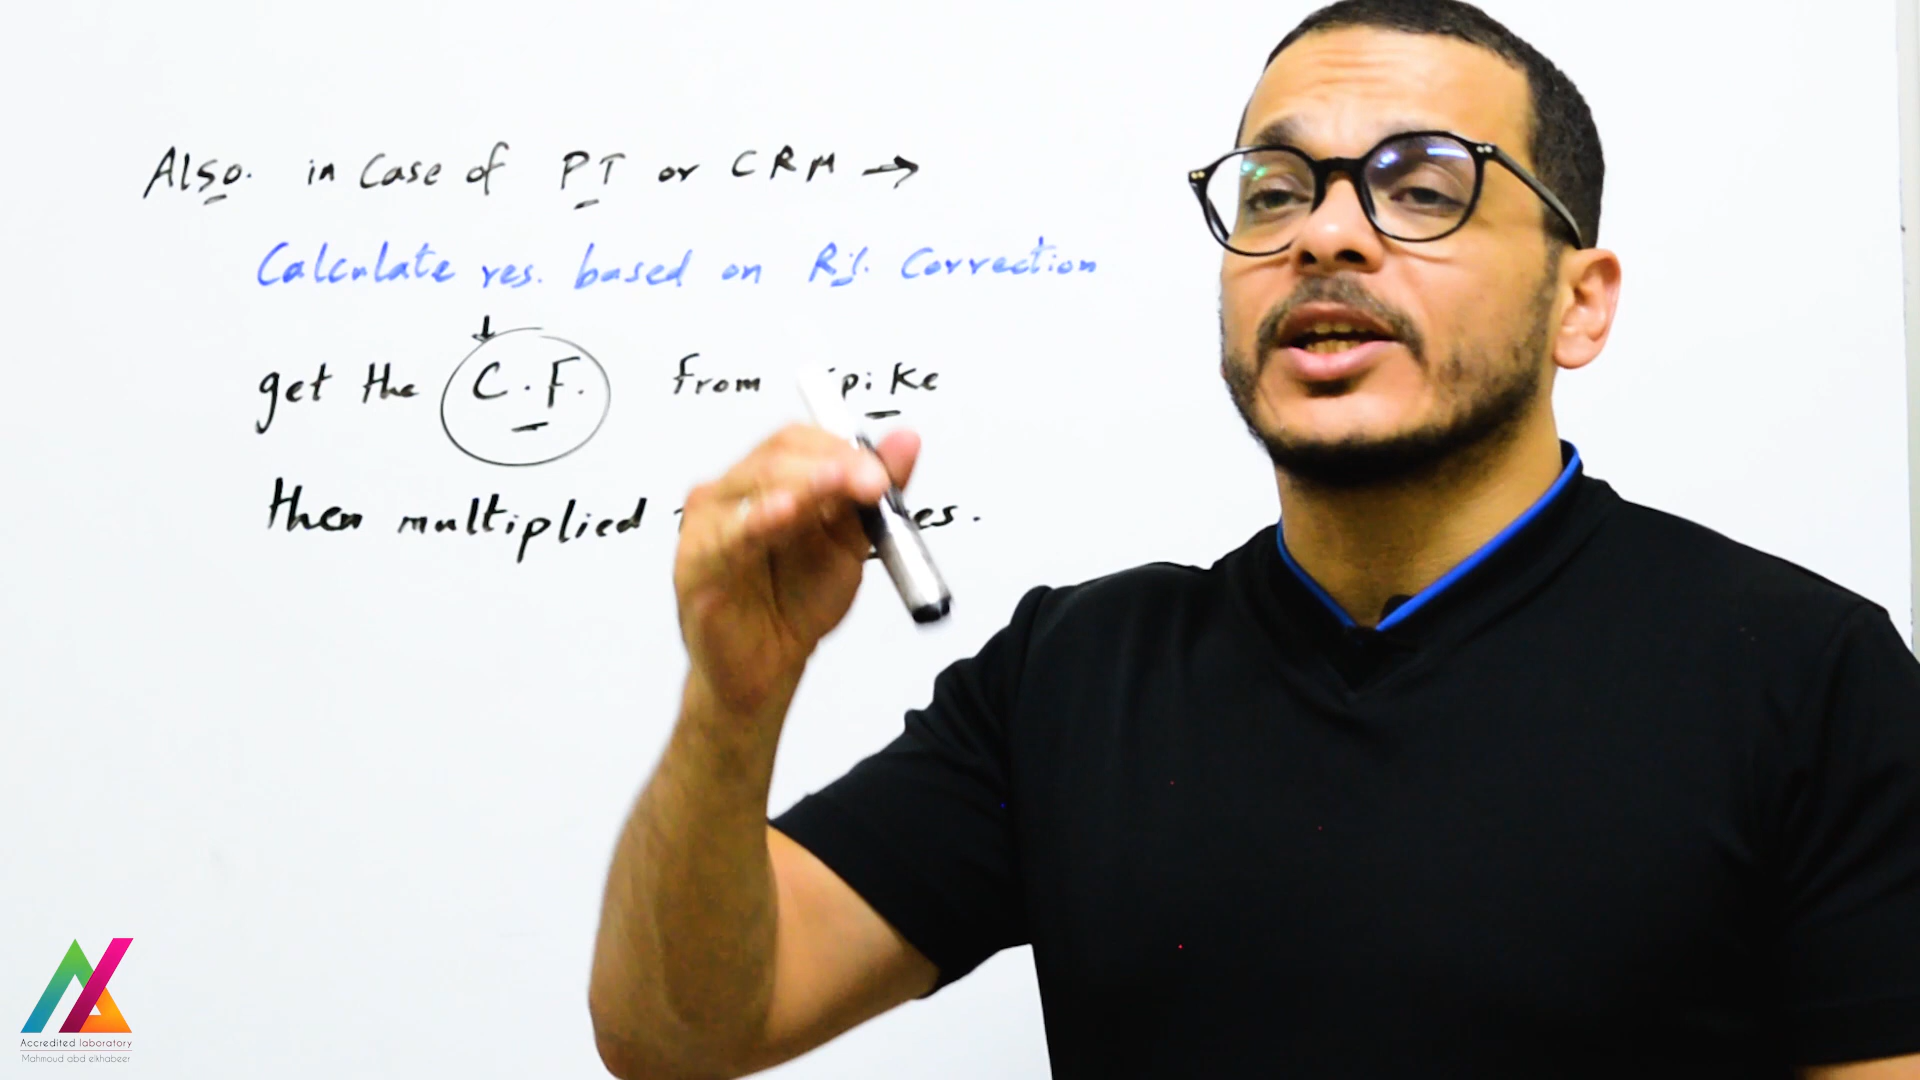 Also. in Case of PT or CRM →
Calculate res. based on R%. Correction
get the C.F. from
then multiplied
Accredited laboratory
Mahmoud abd elkhabeer